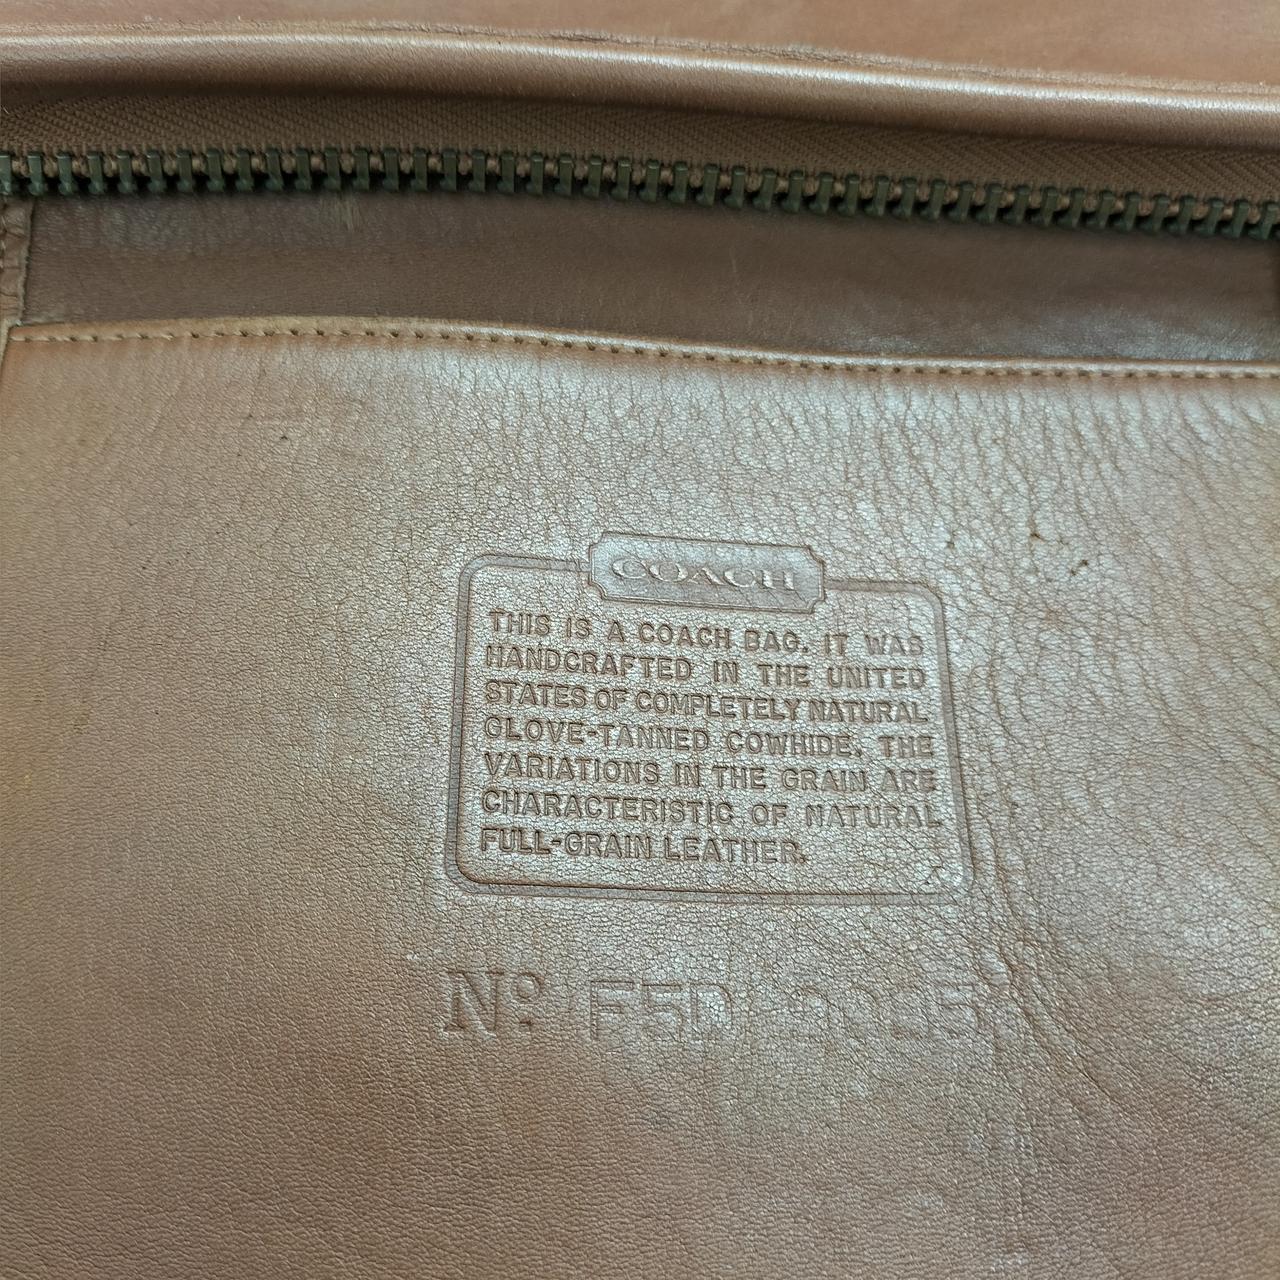 COACH
THIS IS A COACH BAG. IT WAS
HANDCRAFTED IN THE UNITED
STATES OF COMPLETELY NATURAL
GLOVE-TANNED COWHIDE. THE
VARIATIONS IN THE GRAIN ARE
CHARACTERISTIC OF NATURAL
FULL-GRAIN LEATHER.
Nº F5D